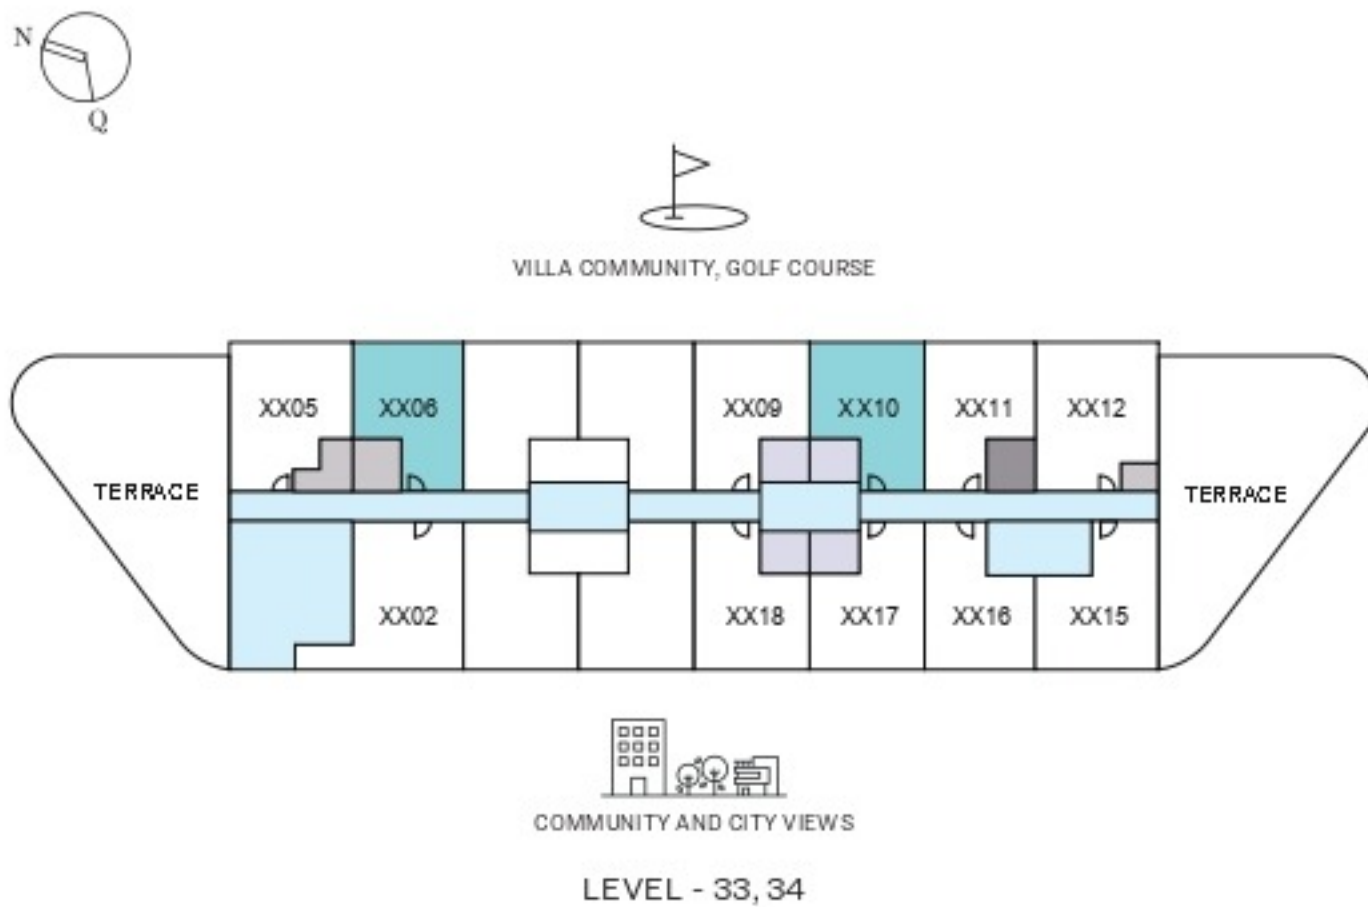 N
Q
VILLA COMMUNITY, GOLF COURSE
XX05 XX06 XX09 XX10 XX11 XX12
TERRACE TERRACE
XX02 XX18 XX17 XX16 XX15
COMMUNITY AND CITY VIEWS
LEVEL - 33, 34